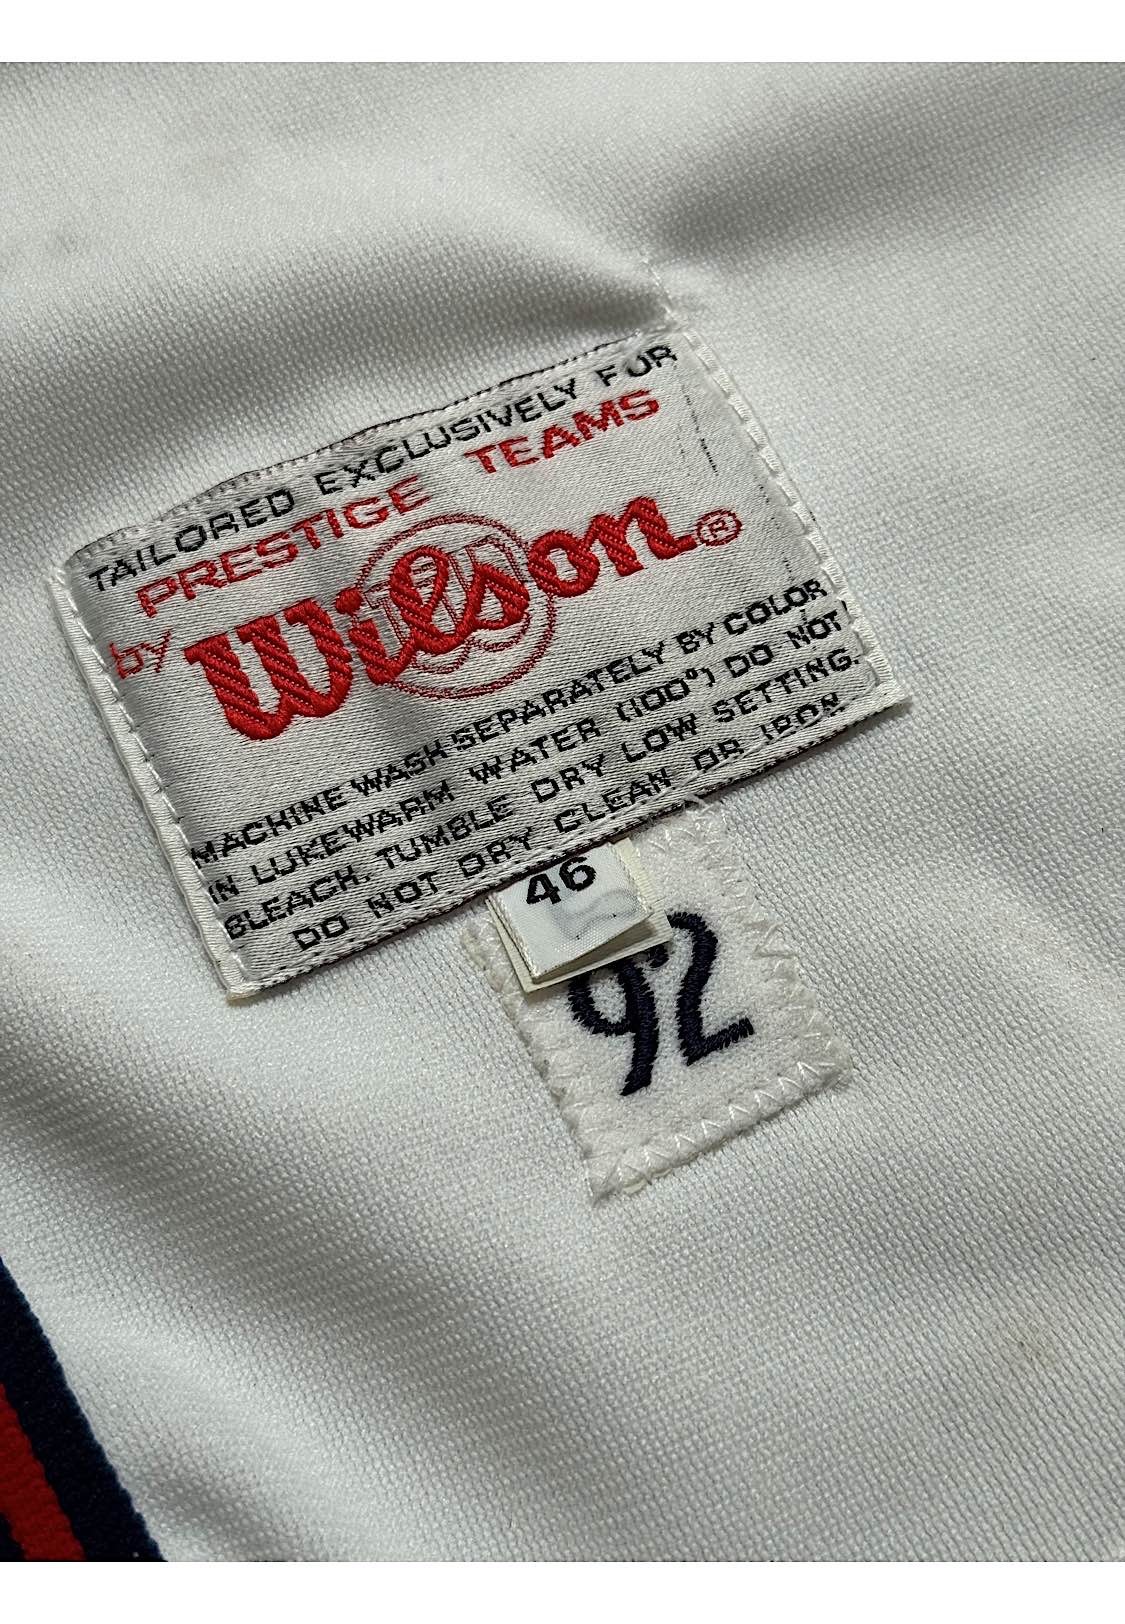 TAILORED EXCLUSIVELY FOR
PRESTIGE TEAMS
by Wilson®
MACHINE WASH SEPARATELY BY COLOR
IN LUKEWARM WATER (100°) DO NOT
BLEACH. TUMBLE DRY LOW SETTING.
DO NOT DRY CLEAN OR IRON
46
92